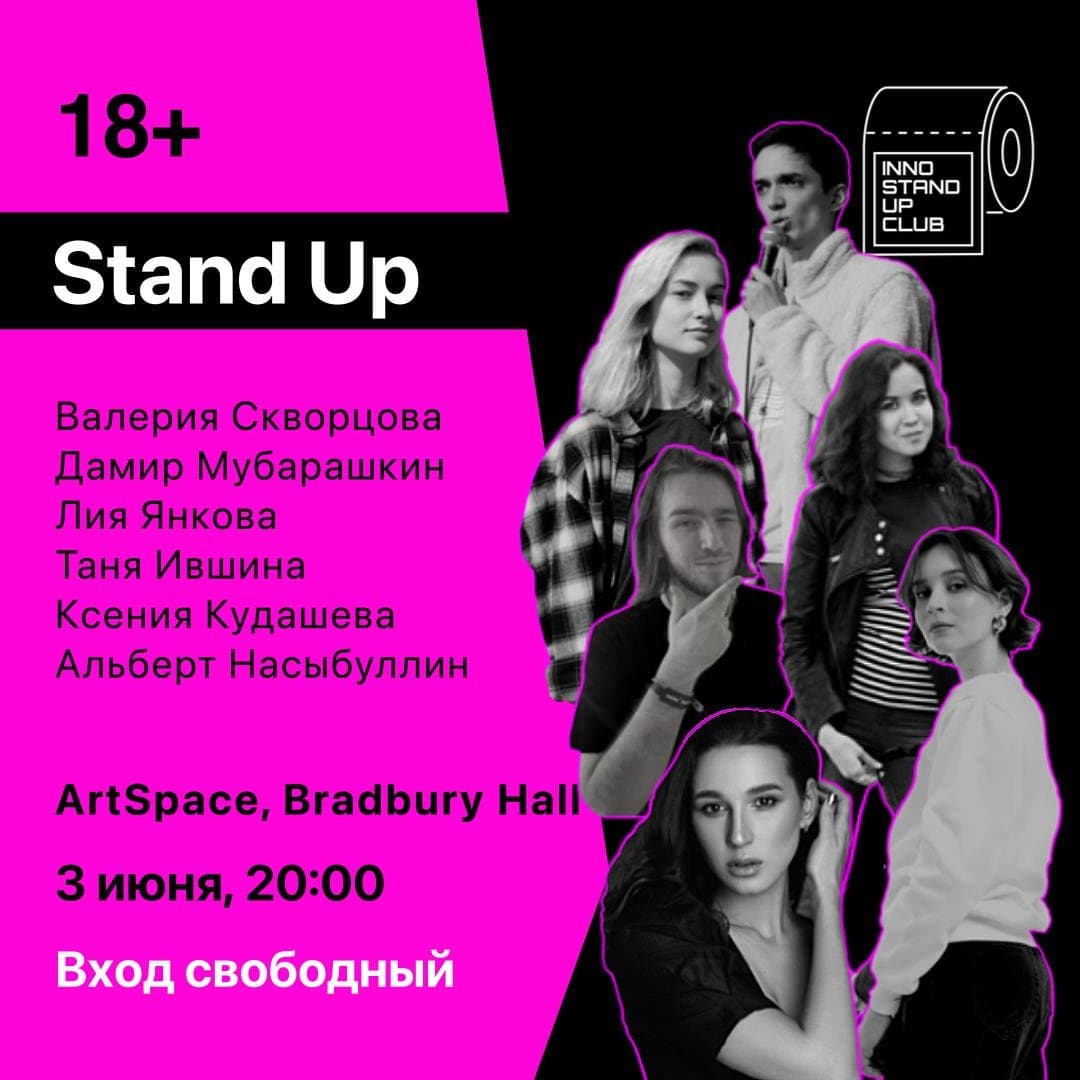 18+
Stand Up
Валерия Скворцова
Дамир Мубарашкин
Лия Янкова
Таня Ившина
Ксения Кудашева
Альберт Насыбуллин
ArtSpace, Bradbury Hall
3 июня, 20:00
Вход свободный
INNO
STAND
UP
CLUB